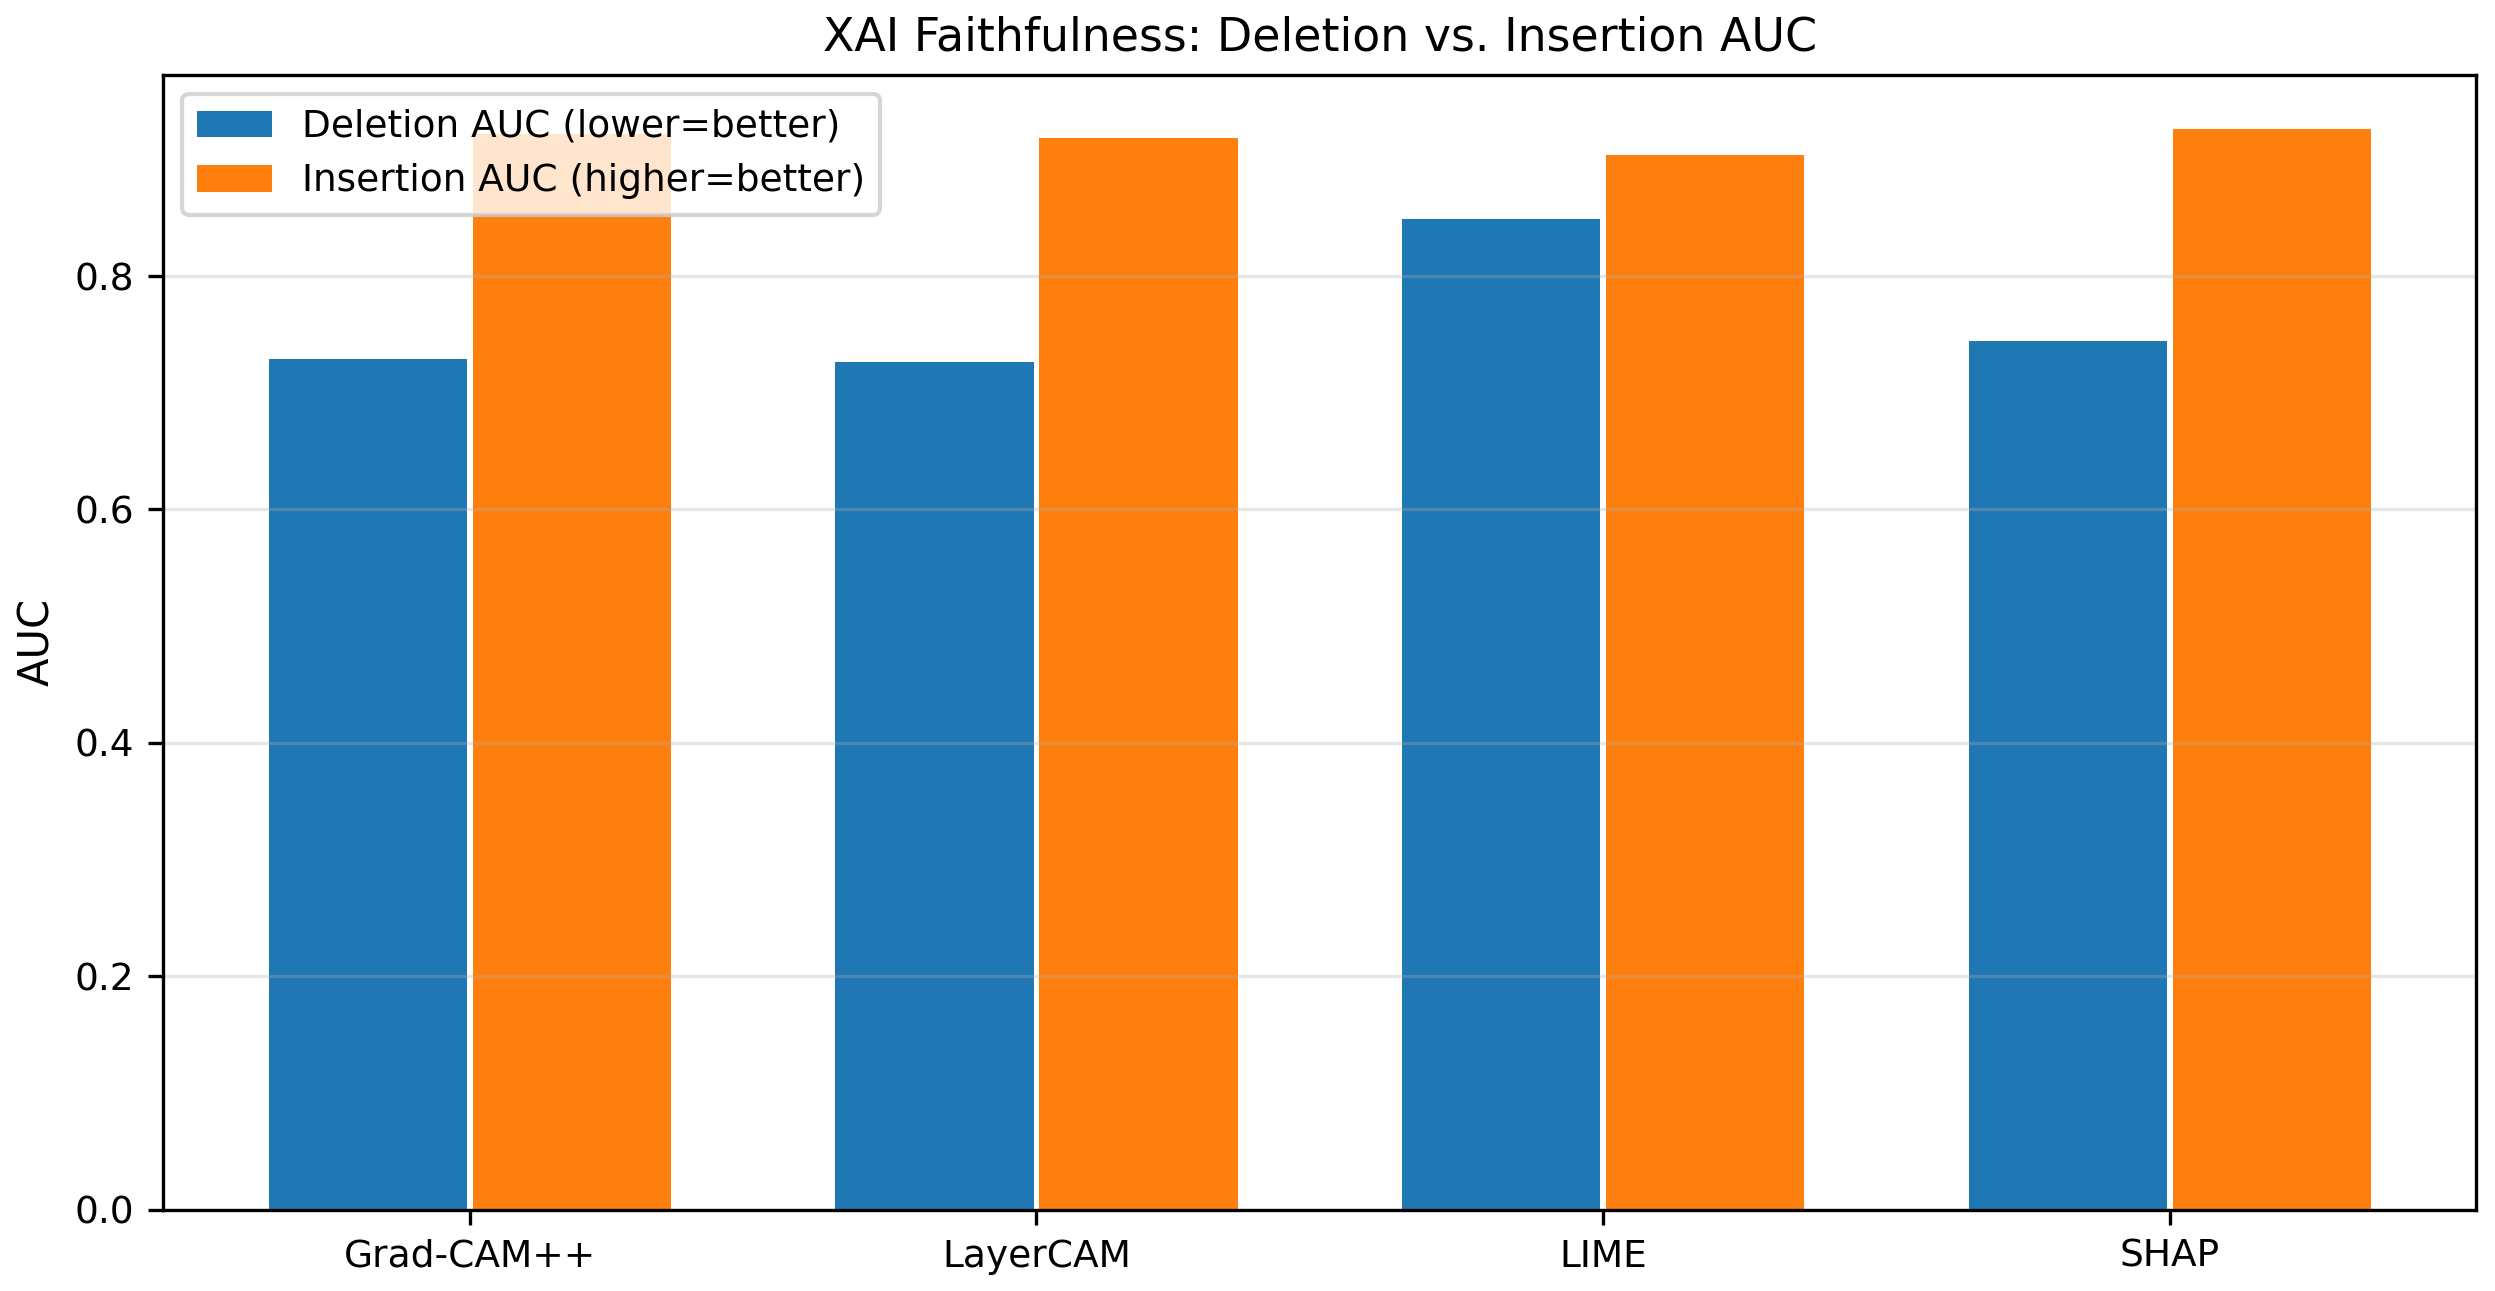 XAI Faithfulness: Deletion vs. Insertion AUC
Deletion AUC (lower=better)
Insertion AUC (higher=better)
AUC
0.8
0.6
0.4
0.2
0.0
Grad-CAM++
LayerCAM
LIME
SHAP